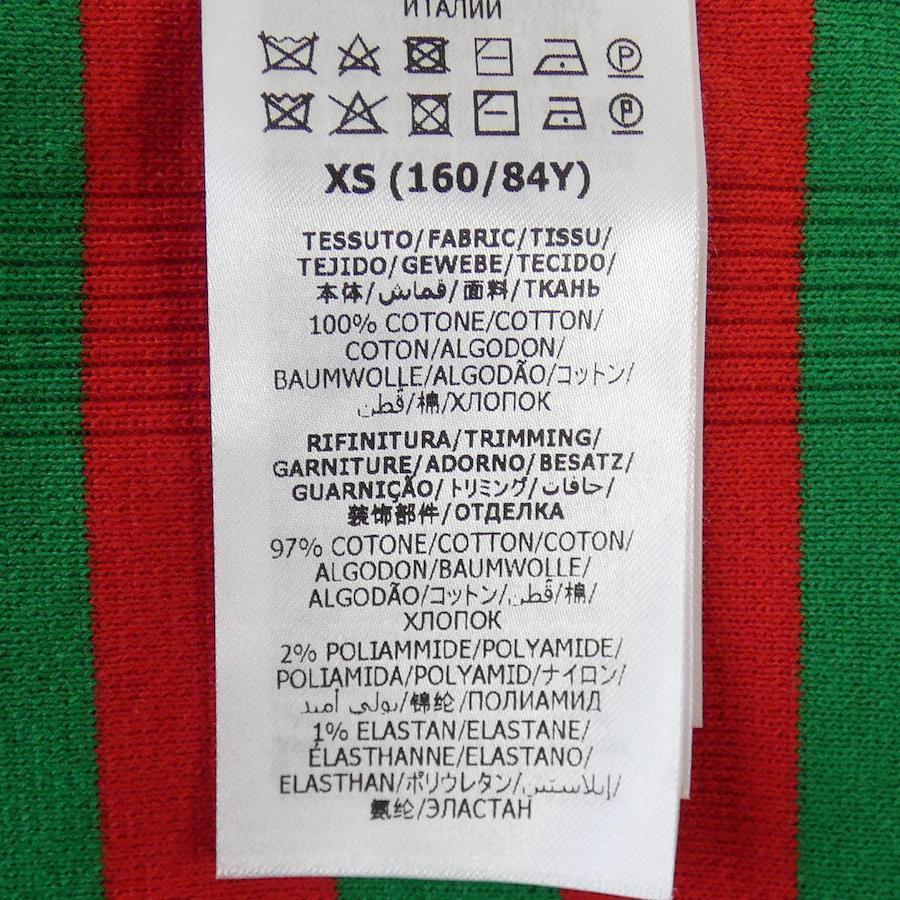 ИТАЛИИ
XS (160/84Y)
TESSUTO/FABRIC/TISSU/
TEJIDO/GEWEBE/TECIDO/
本体/قماش/面料/ТКАНЬ
100% COTONE/COTTON/
COTON/ALGODON/
BAUMWOLLE/ALGODÃO/コットン/
قطن/棉/ХЛОПОК
RIFINITURA/TRIMMING/
GARNITURE/ADORNO/BESATZ/
GUARNIÇÃO/トリミング/حافات/
装饰部件/ОТДЕЛКА
97% COTONE/COTTON/COTON/
ALGODON/BAUMWOLLE/
ALGODÃO/コットン/قطن/棉/
ХЛОПОК
2% POLIAMMIDE/POLYAMIDE/
POLIAMIDA/POLYAMID/ナイロン/
بولي أميد/锦纶/ПОЛИАМИД
1% ELASTAN/ELASTANE/
ÉLASTHANNE/ELASTANO/
ELASTHAN/ポリウレタン/إيلاستين/
氨纶/ЭЛАСТАН